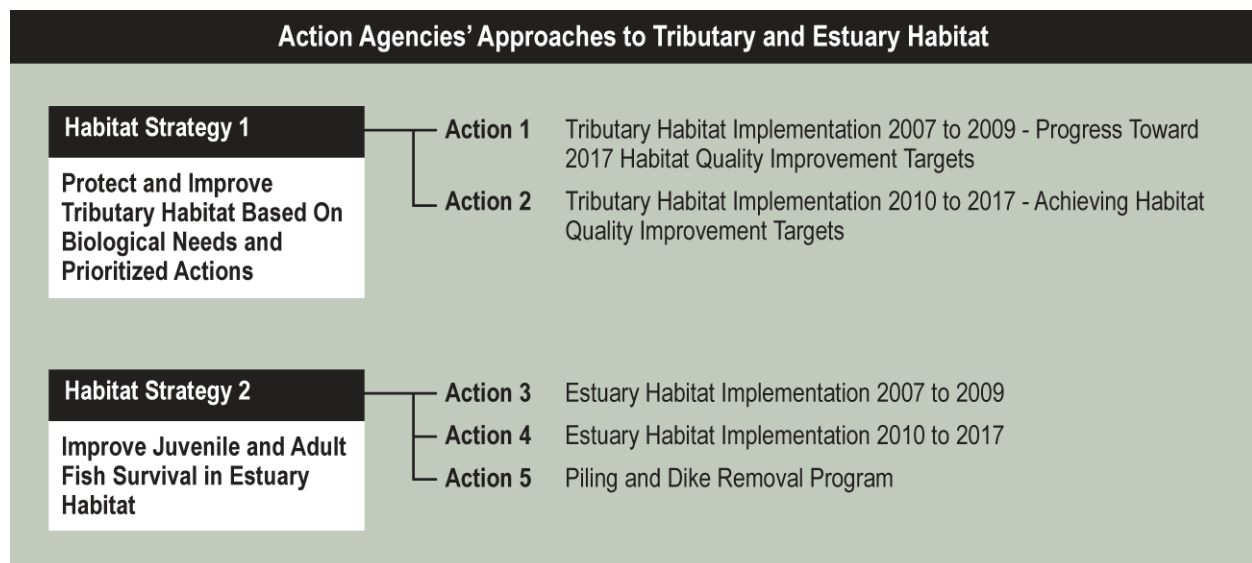 Action Agencies' Approaches to Tributary and Estuary Habitat
Habitat Strategy 1
Protect and Improve
Tributary Habitat Based On
Biological Needs and
Prioritized Actions
Action 1 Tributary Habitat Implementation 2007 to 2009 - Progress Toward
2017 Habitat Quality Improvement Targets
Action 2 Tributary Habitat Implementation 2010 to 2017 - Achieving Habitat
Quality Improvement Targets
Habitat Strategy 2
Improve Juvenile and Adult
Fish Survival in Estuary
Habitat
Action 3 Estuary Habitat Implementation 2007 to 2009
Action 4 Estuary Habitat Implementation 2010 to 2017
Action 5 Piling and Dike Removal Program